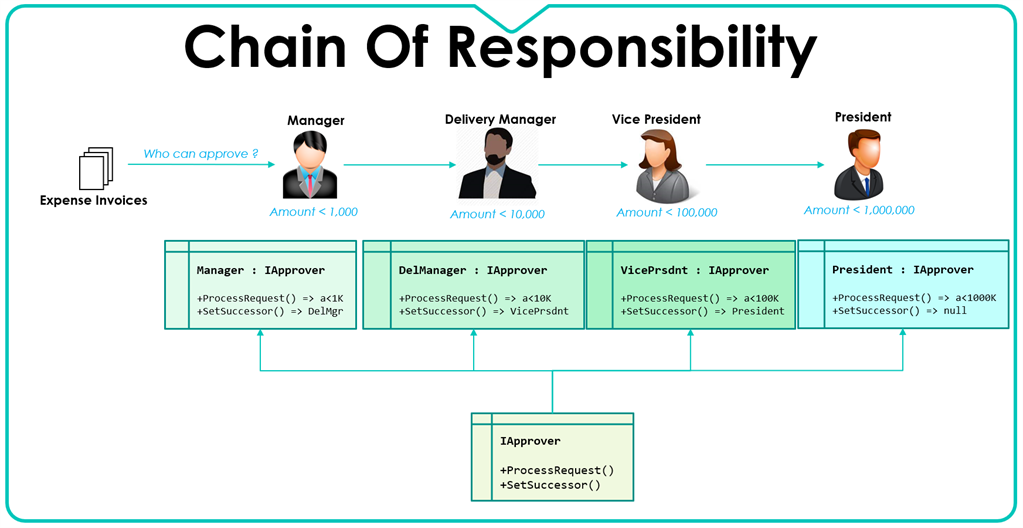 Chain Of Responsibility
Manager
Delivery Manager
Vice President
President
Who can approve ?
Expense Invoices
Amount < 1,000
Amount < 10,000
Amount < 100,000
Amount < 1,000,000
Manager : IApprover
+ProcessRequest() => a<1K
+SetSuccessor() => DelMgr
DelManager : IApprover
+ProcessRequest() => a<10K
+SetSuccessor() => VicePrsdnt
VicePrsdnt : IApprover
+ProcessRequest() => a<100K
+SetSuccessor() => President
President : IApprover
+ProcessRequest() => a<1000K
+SetSuccessor() => null
IApprover
+ProcessRequest()
+SetSuccessor()